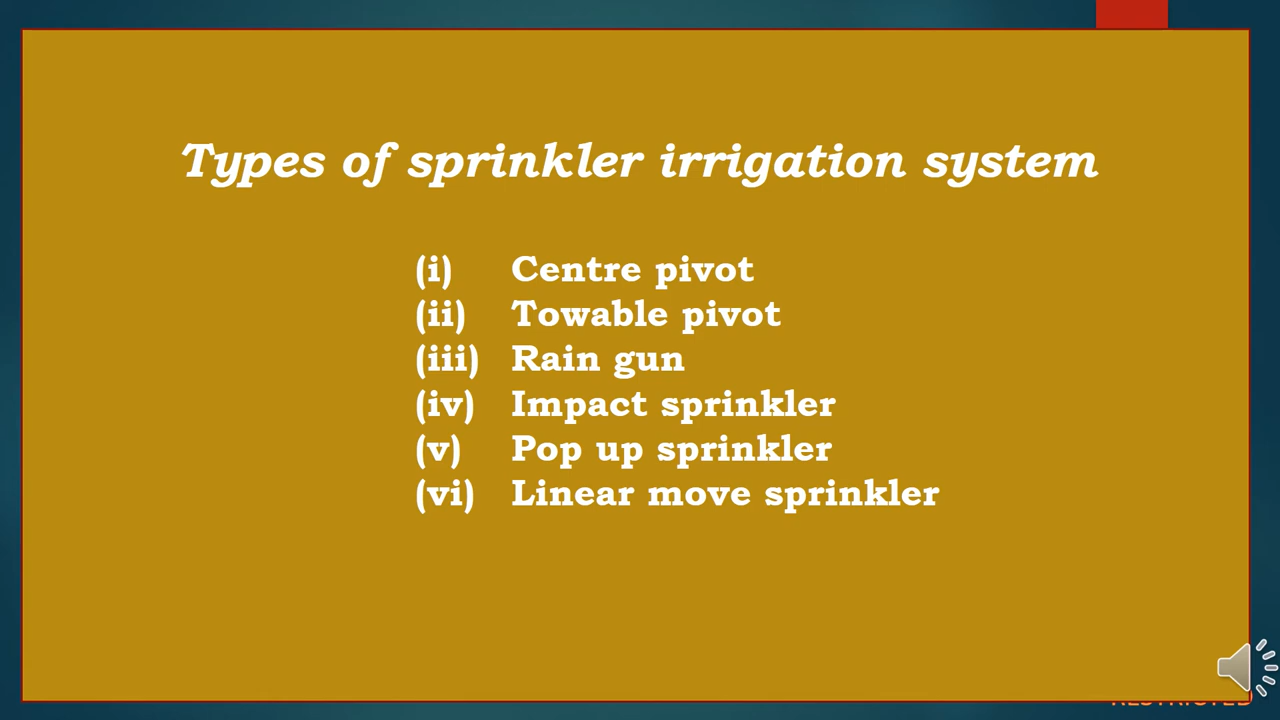 Types of sprinkler irrigation system
(i) Centre pivot
(ii) Towable pivot
(iii) Rain gun
(iv) Impact sprinkler
(v) Pop up sprinkler
(vi) Linear move sprinkler
RESTRICTED